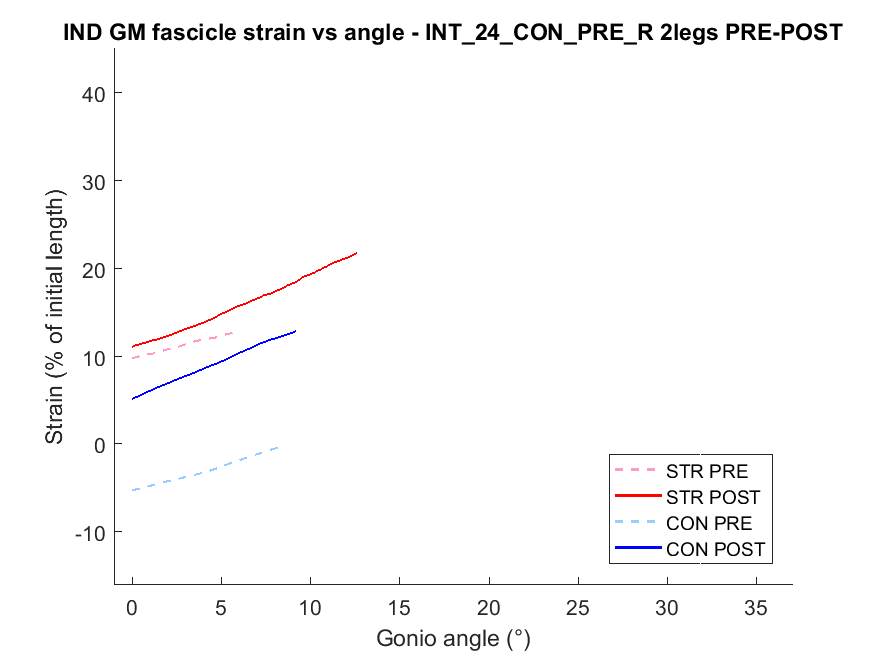 IND GM fascicle strain vs angle - INT_24_CON_PRE_R 2legs PRE-POST
Strain (% of initial length)
40
30
20
10
0
-10
0 5 10 15 20 25 30 35
Gonio angle (°)
STR PRE
STR POST
CON PRE
CON POST